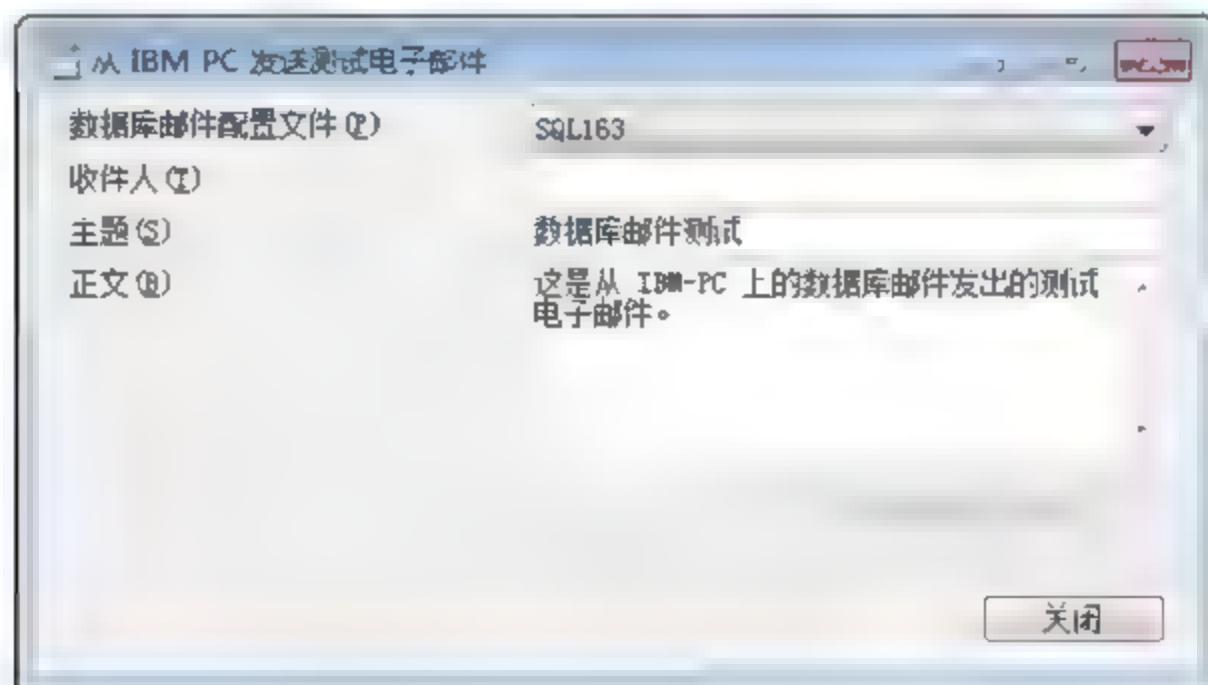 从 IBM PC 发送测试电子邮件
数据库邮件配置文件(P) SQL163
收件人(T)
主题(S) 数据库邮件测试
正文(B) 这是从 IBM-PC 上的数据库邮件发出的测试
电子邮件。
关闭